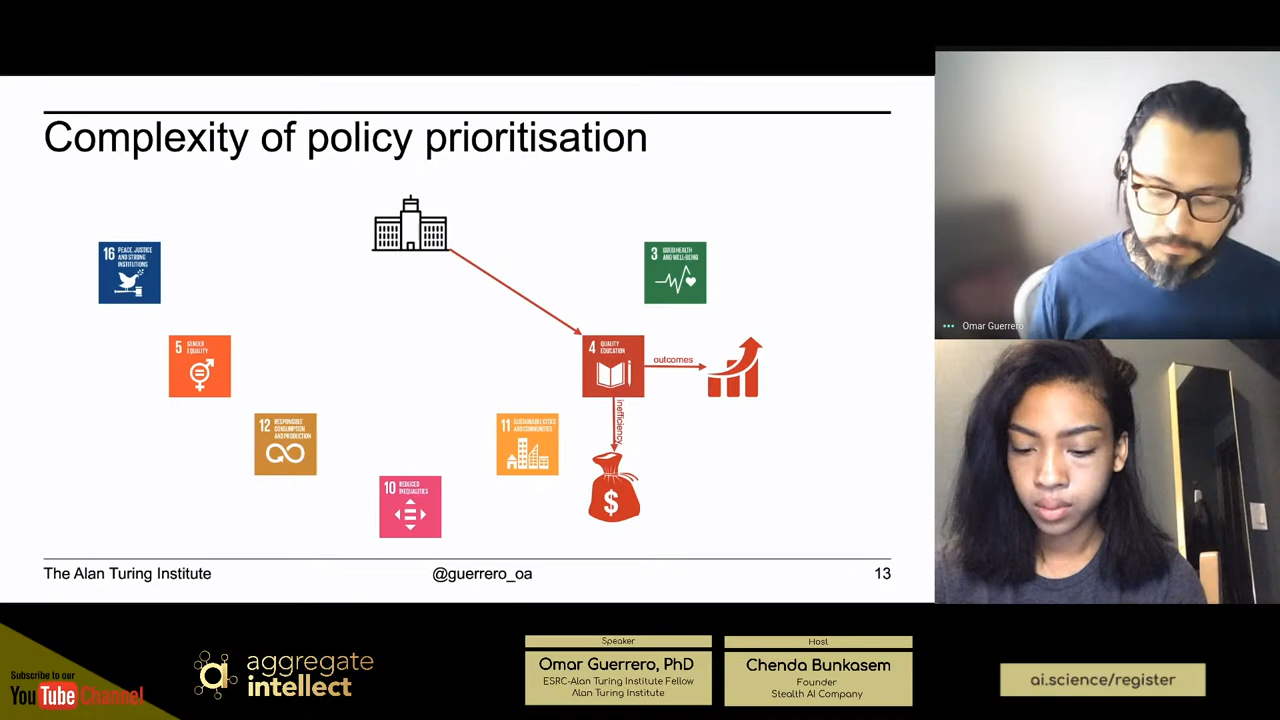 Complexity of policy prioritisation
16 PEACE, JUSTICE
AND STRONG
INSTITUTIONS
3 GOOD HEALTH
AND WELL-BEING
5 GENDER
EQUALITY
4 QUALITY
EDUCATION
outcomes
inefficiency
12 RESPONSIBLE
CONSUMPTION
AND PRODUCTION
11 SUSTAINABLE CITIES
AND COMMUNITIES
10 REDUCED
INEQUALITIES
$
The Alan Turing Institute
@guerrero_oa
13
Omar Guerrero
Subscribe to our
YouTube Channel
a
aggregate
intellect
Speaker
Omar Guerrero, PhD
ESRC-Alan Turing Institute Fellow
Alan Turing Institute
Host
Chenda Bunkasem
Founder
Stealth AI Company
ai.science/register